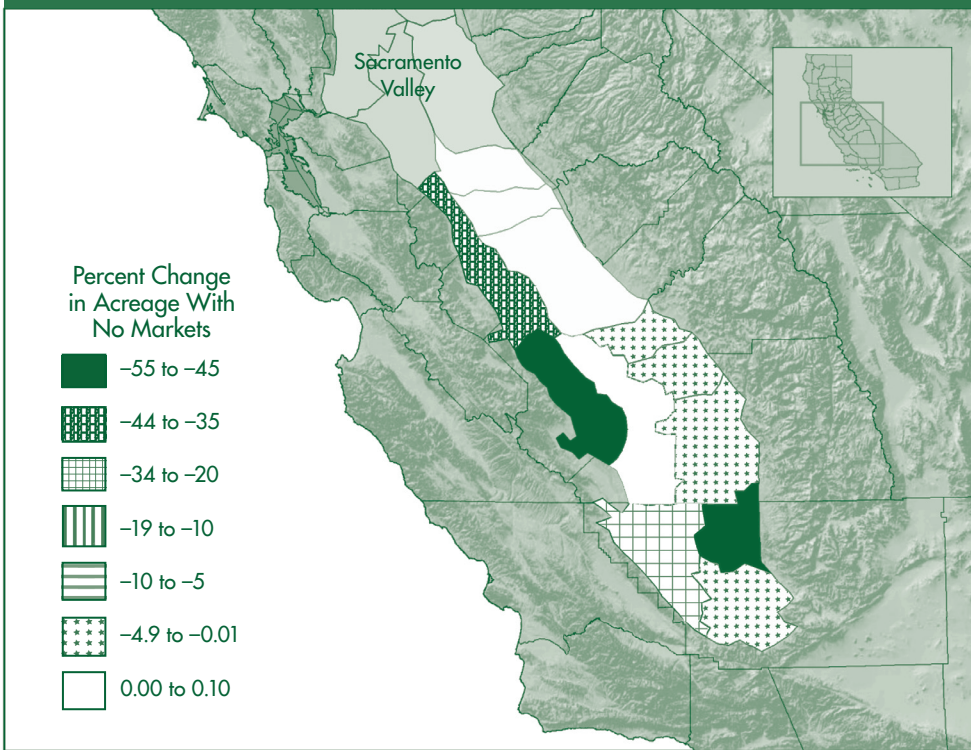 Sacramento
Valley
Percent Change
in Acreage With
No Markets
–55 to –45
–44 to –35
–34 to –20
–19 to –10
–10 to –5
–4.9 to –0.01
0.00 to 0.10